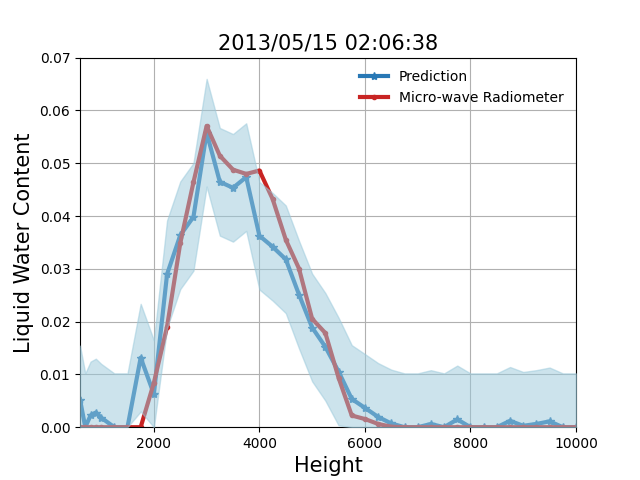 2013/05/15 02:06:38
Prediction
Micro-wave Radiometer
Liquid Water Content
0.07
0.06
0.05
0.04
0.03
0.02
0.01
0.00
2000 4000 6000 8000 10000
Height